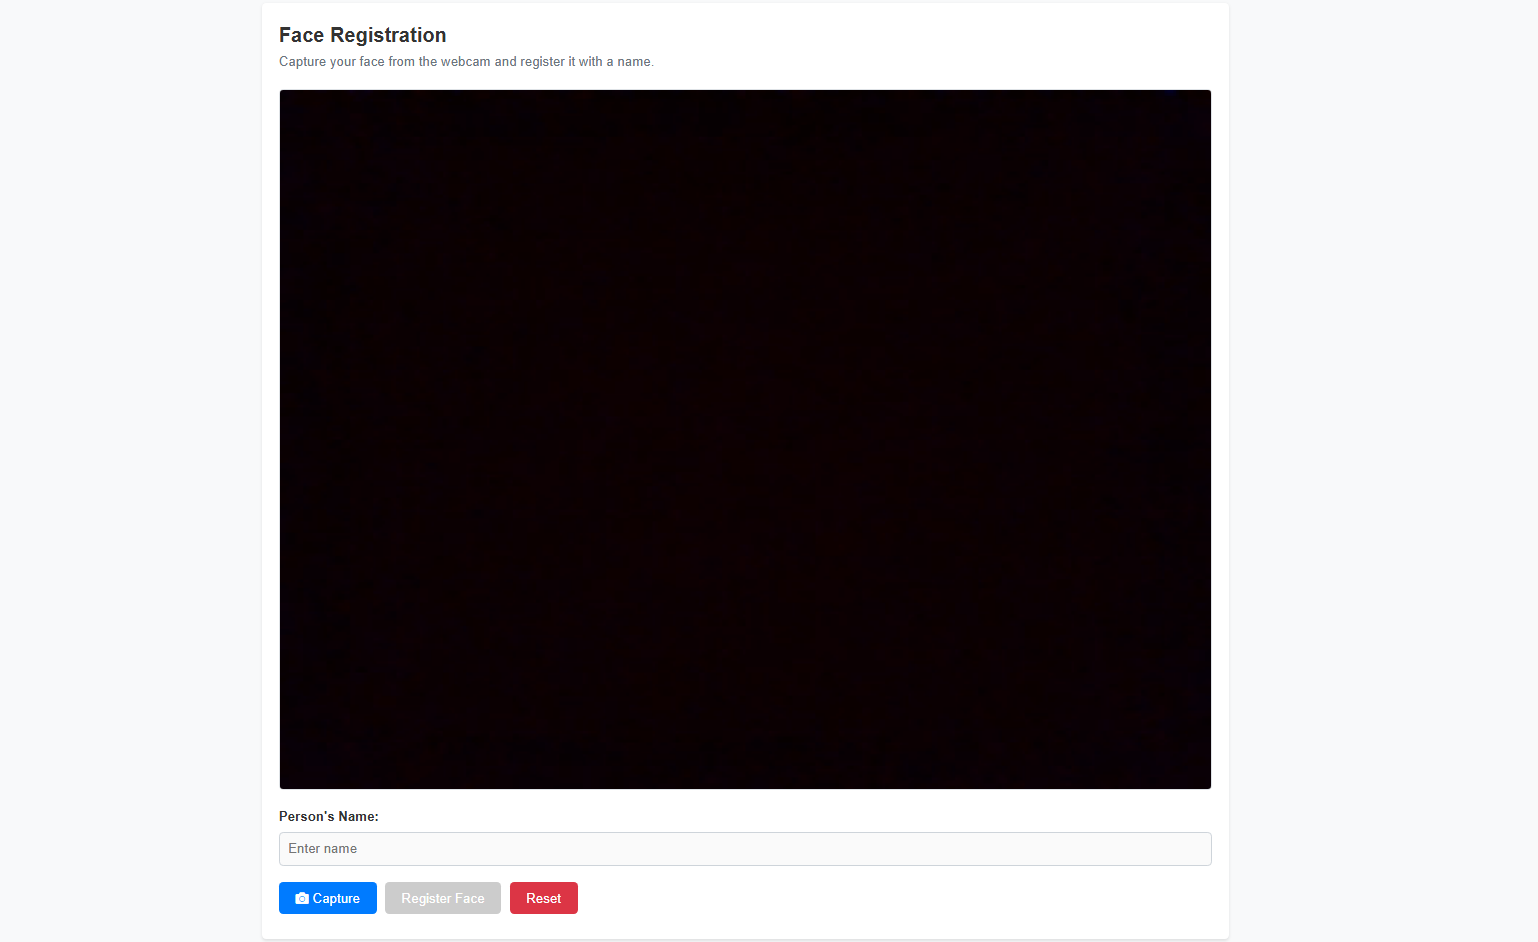 Face Registration
Capture your face from the webcam and register it with a name.
Person's Name:
Enter name
Capture Register Face Reset